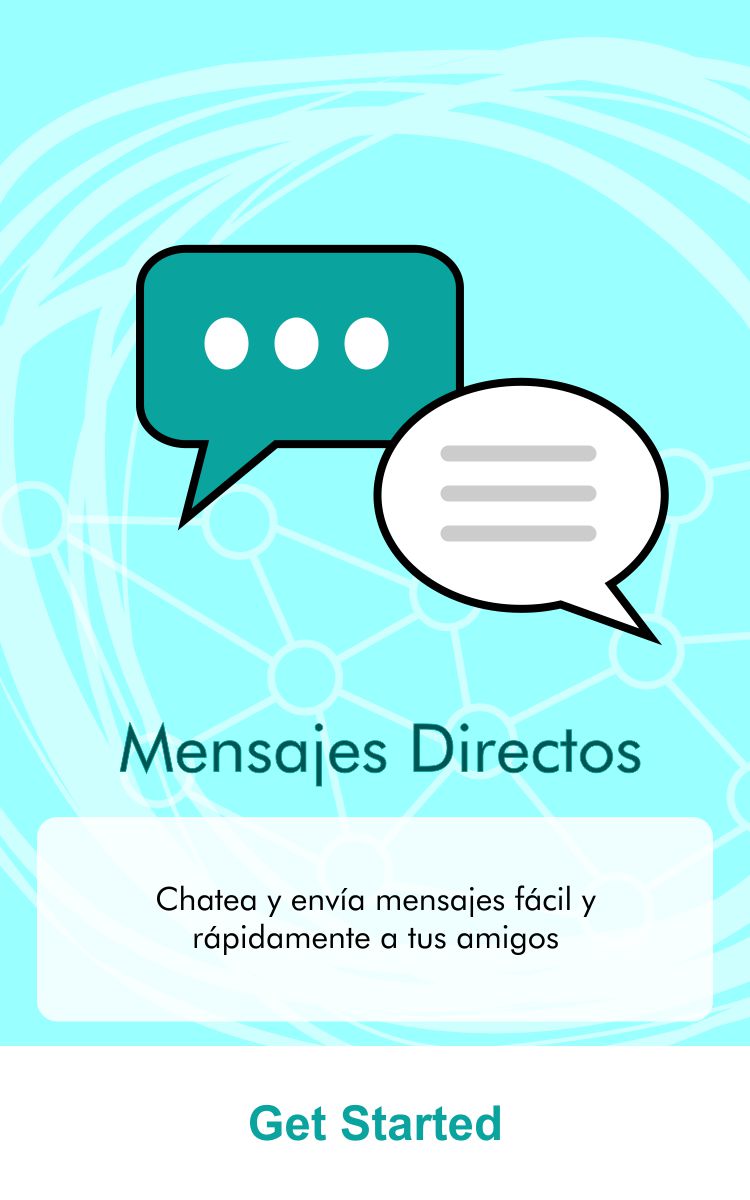 Mensajes Directos
Chatea y envía mensajes fácil y
rápidamente a tus amigos
Get Started